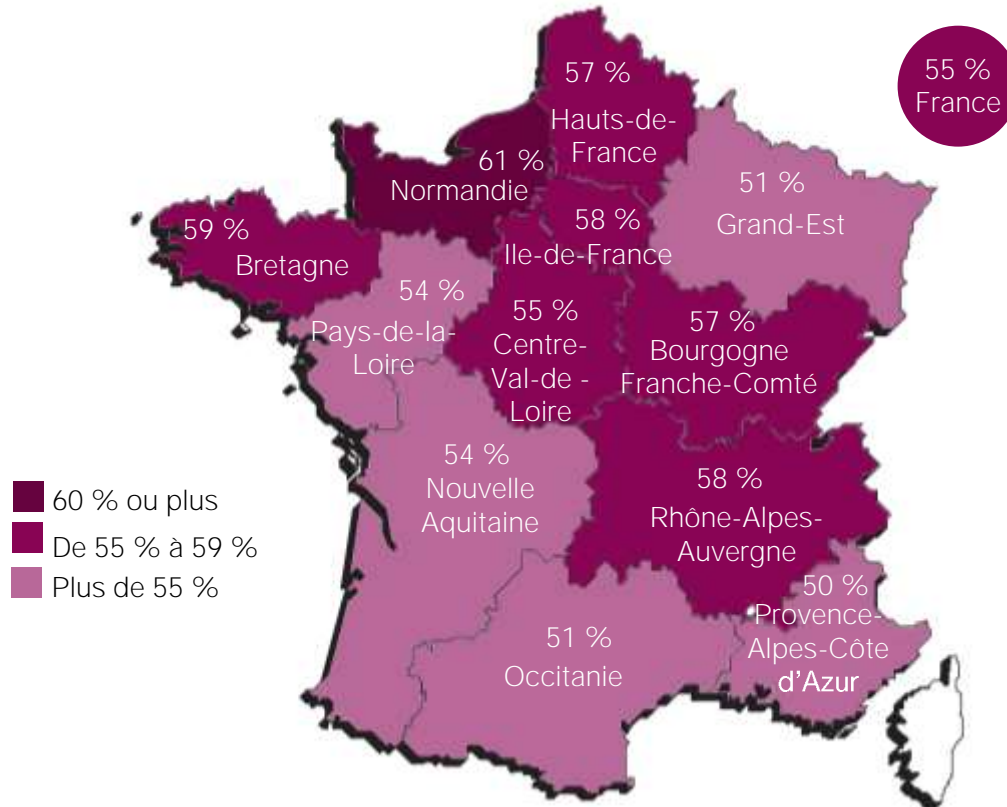 57 %
Hauts-de-
France
55 %
France
61 %
Normandie
51 %
Grand-Est
59 %
Bretagne
58 %
Ile-de-France
54 %
Pays-de-la-
Loire
55 %
Centre-
Val-de -
Loire
57 %
Bourgogne
Franche-Comté
54 %
Nouvelle
Aquitaine
58 %
Rhône-Alpes-
Auvergne
60 % ou plus
De 55 % à 59 %
Plus de 55 %
50 %
Provence-
Alpes-Côte
d'Azur
51 %
Occitanie